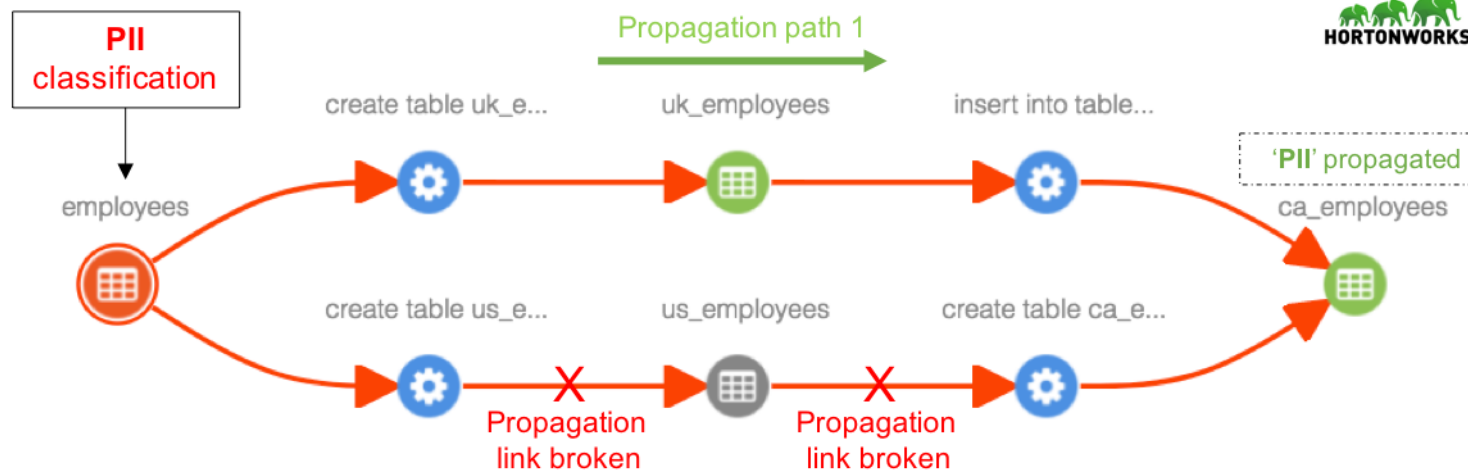 PII
classification
Propagation path 1
HORTONWORKS
create table uk_e...
uk_employees
insert into table...
'PII' propagated
employees
ca_employees
create table us_e...
us_employees
create table ca_e...
X
X
Propagation
link broken
Propagation
link broken